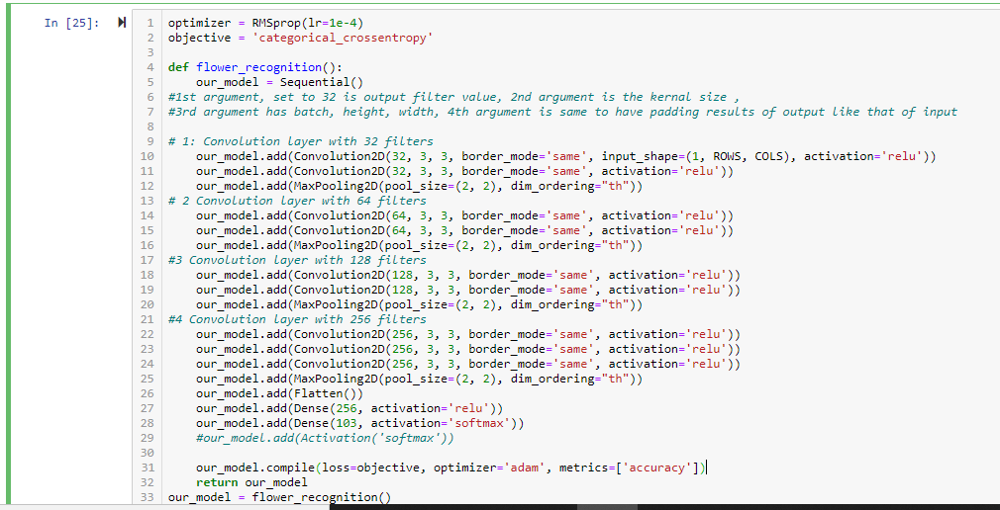 In [25]:
1 optimizer = RMSprop(lr=1e-4)
2 objective = 'categorical_crossentropy'
3
4 def flower_recognition():
5     our_model = Sequential()
6 #1st argument, set to 32 is output filter value, 2nd argument is the kernal size ,
7 #3rd argument has batch, height, width, 4th argument is same to have padding results of output like that of input
8
9 # 1: Convolution layer with 32 filters
10     our_model.add(Convolution2D(32, 3, 3, border_mode='same', input_shape=(1, ROWS, COLS), activation='relu'))
11     our_model.add(Convolution2D(32, 3, 3, border_mode='same', activation='relu'))
12     our_model.add(MaxPooling2D(pool_size=(2, 2), dim_ordering="th"))
13 # 2 Convolution layer with 64 filters
14     our_model.add(Convolution2D(64, 3, 3, border_mode='same', activation='relu'))
15     our_model.add(Convolution2D(64, 3, 3, border_mode='same', activation='relu'))
16     our_model.add(MaxPooling2D(pool_size=(2, 2), dim_ordering="th"))
17 #3 Convolution layer with 128 filters
18     our_model.add(Convolution2D(128, 3, 3, border_mode='same', activation='relu'))
19     our_model.add(Convolution2D(128, 3, 3, border_mode='same', activation='relu'))
20     our_model.add(MaxPooling2D(pool_size=(2, 2), dim_ordering="th"))
21 #4 Convolution layer with 256 filters
22     our_model.add(Convolution2D(256, 3, 3, border_mode='same', activation='relu'))
23     our_model.add(Convolution2D(256, 3, 3, border_mode='same', activation='relu'))
24     our_model.add(Convolution2D(256, 3, 3, border_mode='same', activation='relu'))
25     our_model.add(MaxPooling2D(pool_size=(2, 2), dim_ordering="th"))
26     our_model.add(Flatten())
27     our_model.add(Dense(256, activation='relu'))
28     our_model.add(Dense(103, activation='softmax'))
29     #our_model.add(Activation('softmax'))
30
31     our_model.compile(loss=objective, optimizer='adam', metrics=['accuracy'])
32     return our_model
33 our_model = flower_recognition()